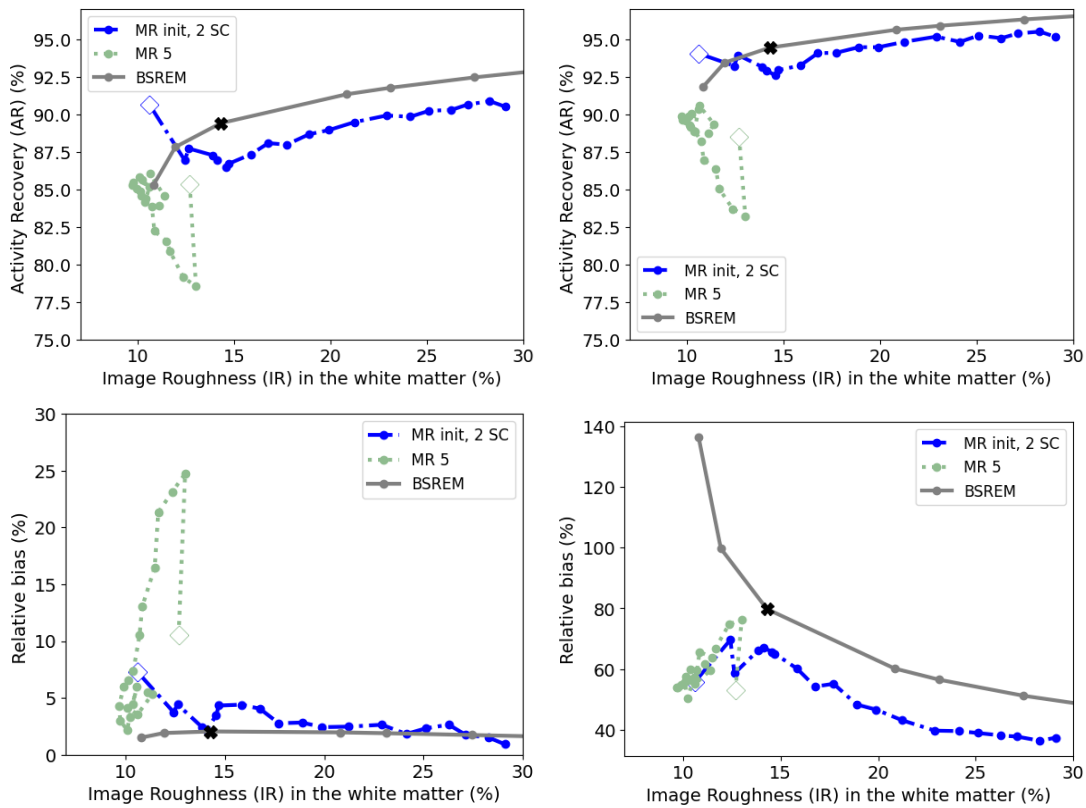 95.0
92.5
90.0
87.5
85.0
82.5
80.0
77.5
75.0
Activity Recovery (AR) (%)
MR init, 2 SC
MR 5
BSREM
10 15 20 25 30
Image Roughness (IR) in the white matter (%)
95.0
92.5
90.0
87.5
85.0
82.5
80.0
77.5
75.0
Activity Recovery (AR) (%)
MR init, 2 SC
MR 5
BSREM
10 15 20 25 30
Image Roughness (IR) in the white matter (%)
30
25
20
15
10
5
0
Relative bias (%)
MR init, 2 SC
MR 5
BSREM
10 15 20 25 30
Image Roughness (IR) in the white matter (%)
140
120
100
80
60
40
Relative bias (%)
MR init, 2 SC
MR 5
BSREM
10 15 20 25 30
Image Roughness (IR) in the white matter (%)